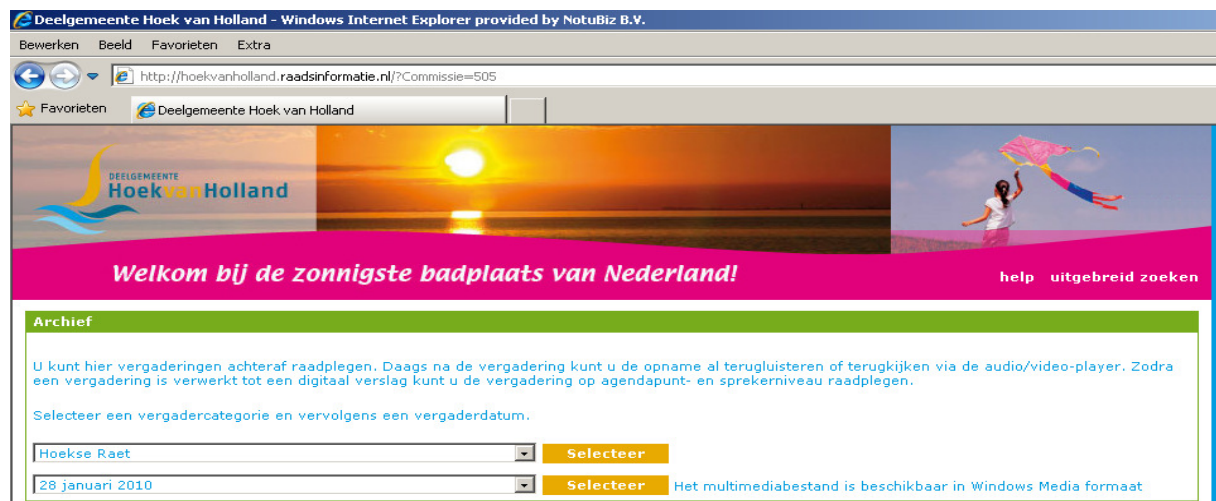 Deelgemeente Hoek van Holland - Windows Internet Explorer provided by NotuBiz B.V.
Bewerken Beeld Favorieten Extra
http://hoekvanholland.raadsinformatie.nl/?Commissie=505
Favorieten Deelgemeente Hoek van Holland
DEELGEMEENTE
HoekvanHolland
Welkom bij de zonnigste badplaats van Nederland!
help uitgebreid zoeken
Archief
U kunt hier vergaderingen achteraf raadplegen. Daags na de vergadering kunt u de opname al terugluisteren of terugkijken via de audio/video-player. Zodra
een vergadering is verwerkt tot een digitaal verslag kunt u de vergadering op agendapunt- en sprekerniveau raadplegen.
Selecteer een vergadercategorie en vervolgens een vergaderdatum.
Hoekse Raet Selecteer
28 januari 2010 Selecteer Het multimediabestand is beschikbaar in Windows Media formaat